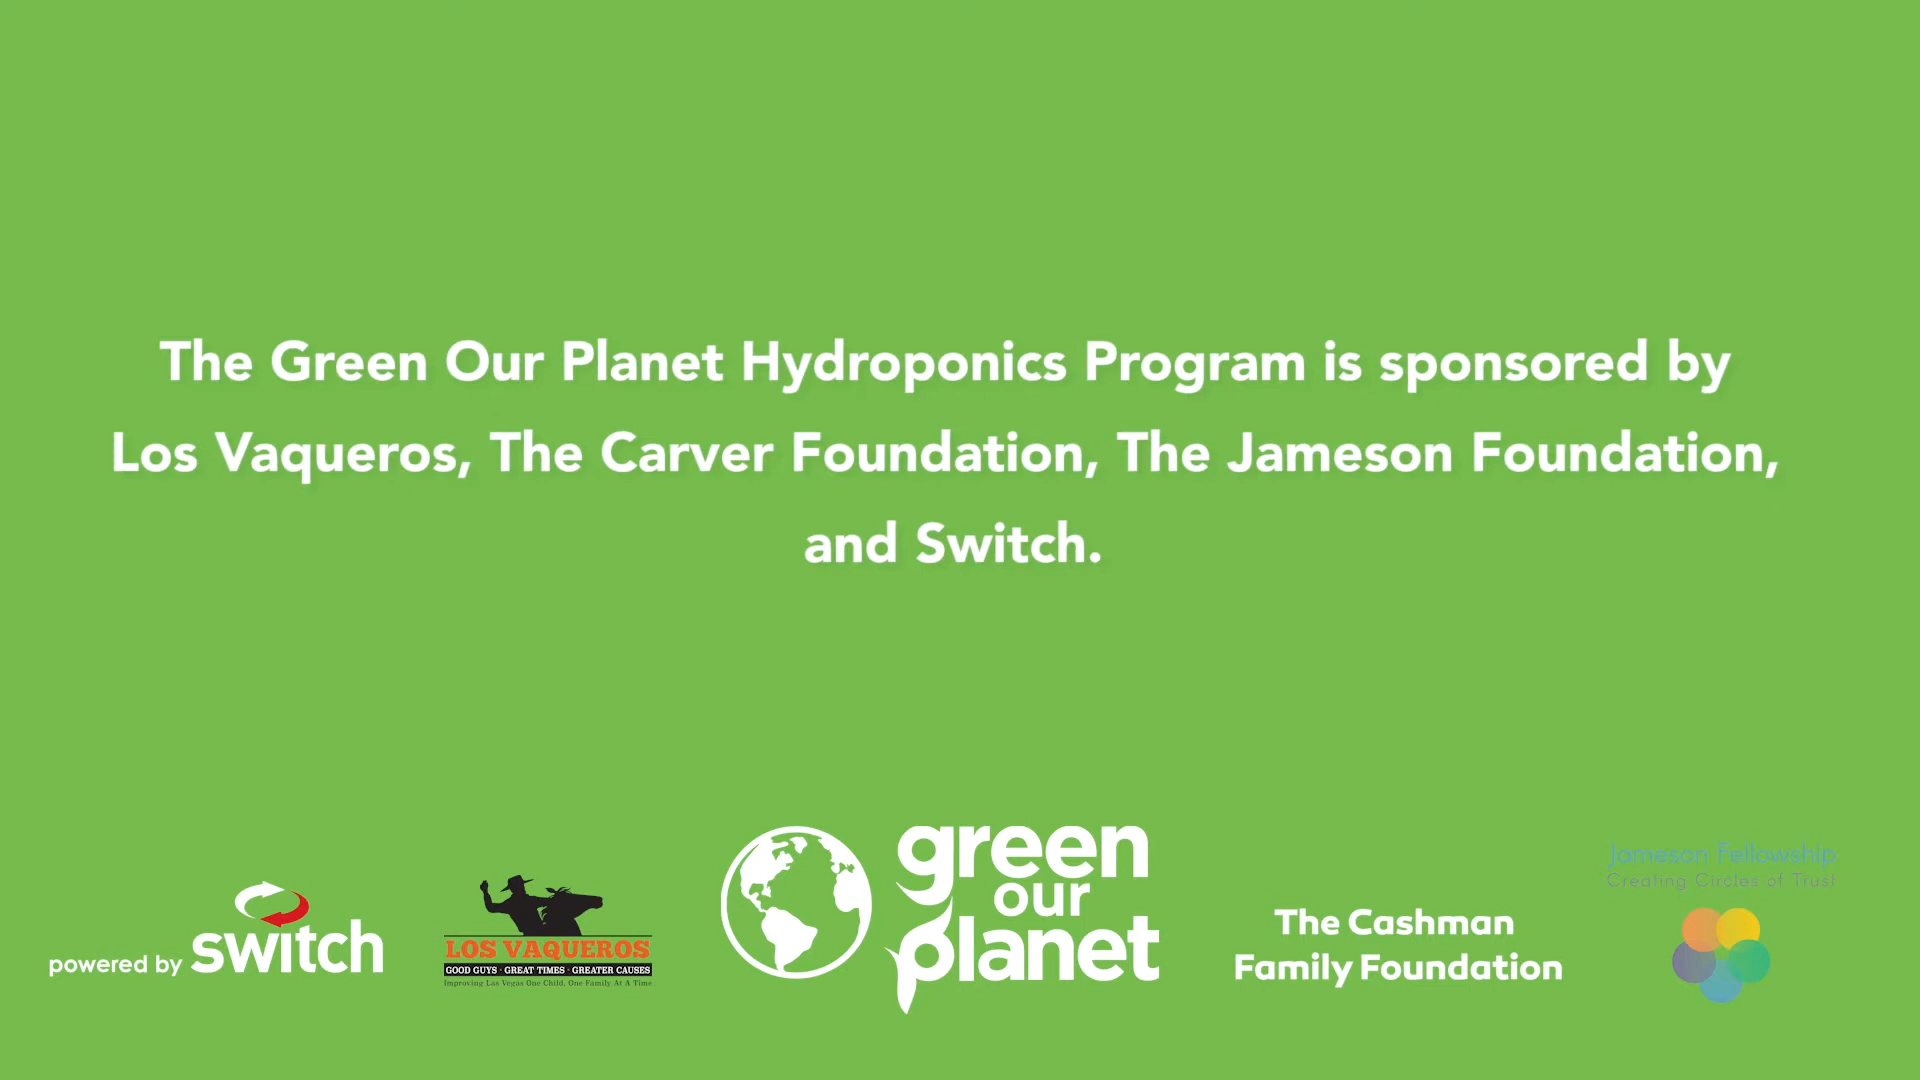 The Green Our Planet Hydroponics Program is sponsored by
Los Vaqueros, The Carver Foundation, The Jameson Foundation,
and Switch.
powered by switch
LOS VAQUEROS
GOOD GUYS · GREAT TIMES · GREATER CAUSES
Improving Las Vegas One Child, One Family At A Time
green
our
planet
The Cashman
Family Foundation
Jameson Fellowship
Creating Circles of Trust